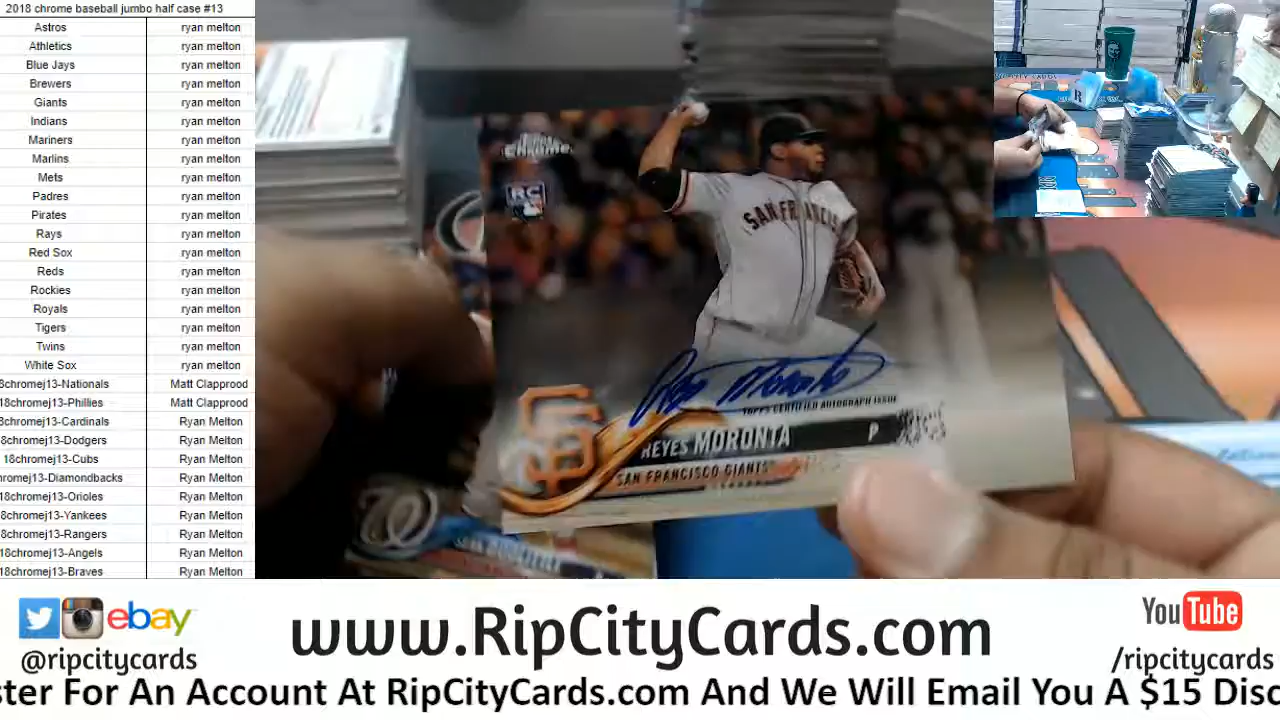 2018 chrome baseball jumbo half case #13
Astros ryan melton
Athletics ryan melton
Blue Jays ryan melton
Brewers ryan melton
Giants ryan melton
Indians ryan melton
Mariners ryan melton
Marlins ryan melton
Mets ryan melton
Padres ryan melton
Pirates ryan melton
Rays ryan melton
Red Sox ryan melton
Reds ryan melton
Rockies ryan melton
Royals ryan melton
Tigers ryan melton
Twins ryan melton
White Sox ryan melton
8chromej13-Nationals Matt Clapprood
18chromej13-Phillies Matt Clapprood
8chromej13-Cardinals Ryan Melton
8chromej13-Dodgers Ryan Melton
18chromej13-Cubs Ryan Melton
romej13-Diamondbacks Ryan Melton
18chromej13-Orioles Ryan Melton
8chromej13-Yankees Ryan Melton
8chromej13-Rangers Ryan Melton
18chromej13-Angels Ryan Melton
18chromej13-Braves Ryan Melton
CHROME
RC
SAN FRANCISC
Reyes Moronta
TOPPS CERTIFIED AUTOGRAPH ISSUE
REYES MORONTA P
SAN FRANCISCO GIANTS
SF
ebay
@ripcitycards
www.RipCityCards.com
YouTube
/ripcitycards
ster For An Account At RipCityCards.com And We Will Email You A $15 Disc